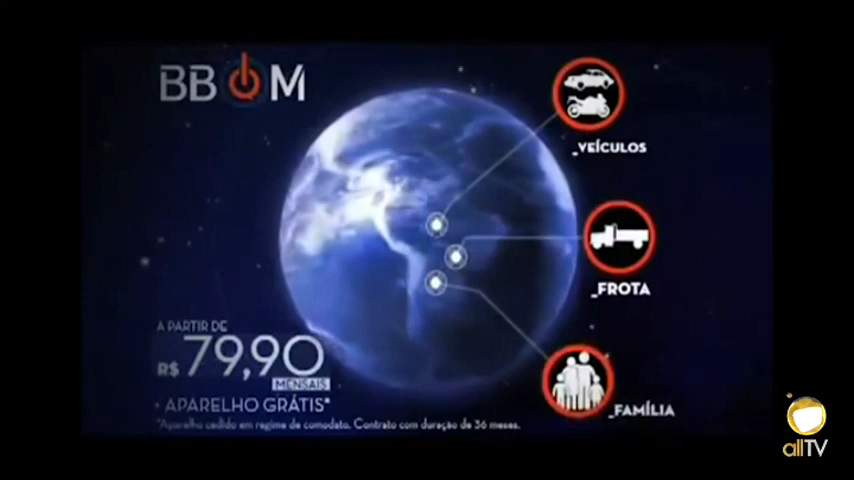 BBOM
_VEÍCULOS
_FROTA
A PARTIR DE
R$ 79,90
MENSAIS
+ APARELHO GRÁTIS*
_FAMÍLIA
*Aparelho cedido em regime de comodato. Contrato com duração de 36 meses.
allTV